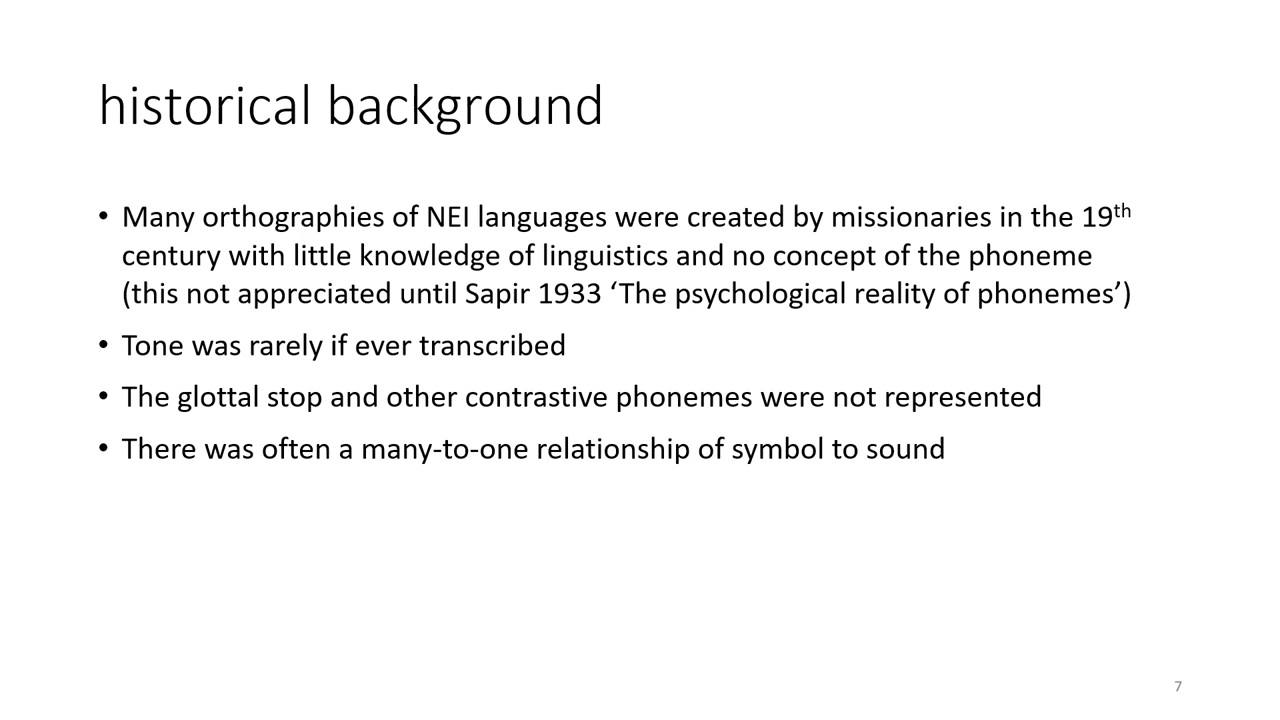 historical background
• Many orthographies of NEI languages were created by missionaries in the 19th
century with little knowledge of linguistics and no concept of the phoneme
(this not appreciated until Sapir 1933 ‘The psychological reality of phonemes’)
• Tone was rarely if ever transcribed
• The glottal stop and other contrastive phonemes were not represented
• There was often a many-to-one relationship of symbol to sound
7